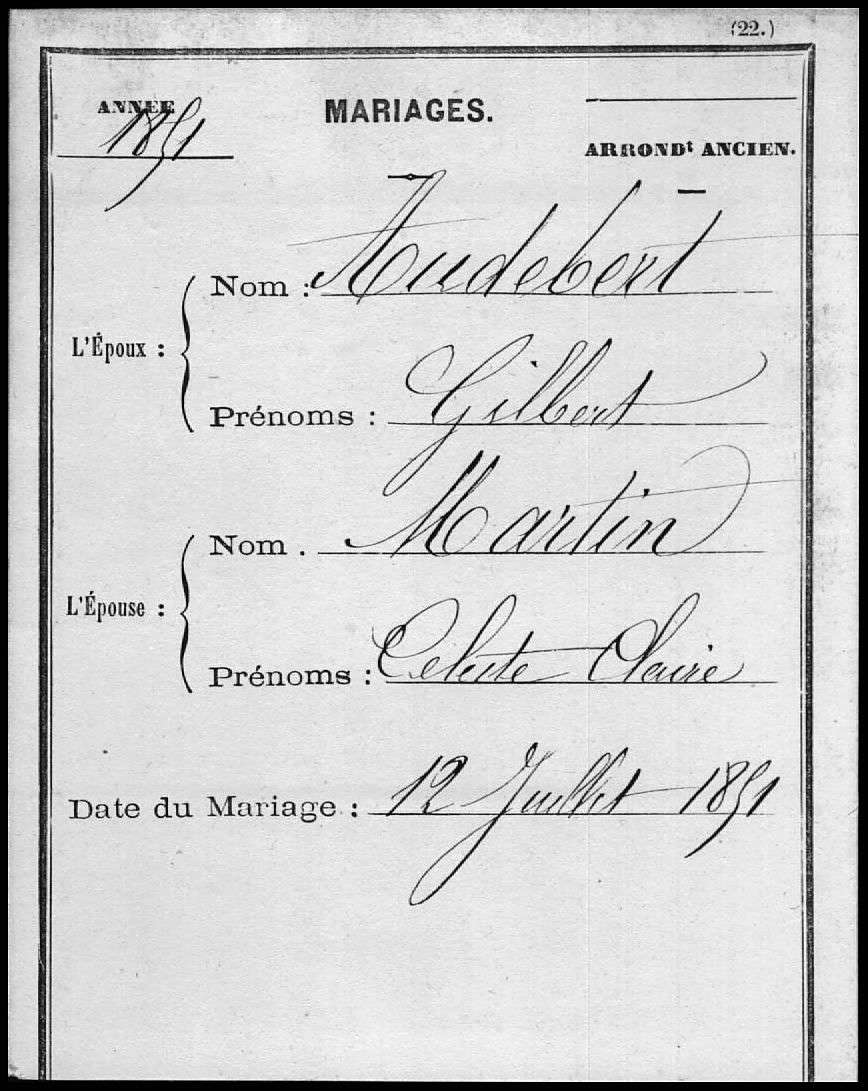 (22.)
ANNÉE
1851
MARIAGES.
ARRONDt ANCIEN.
L'Époux :
Nom : Audebert
Prénoms : Gilbert
L'Épouse :
Nom . Martin
Prénoms : Celeste Claire
Date du Mariage : 12 Juillet 1851